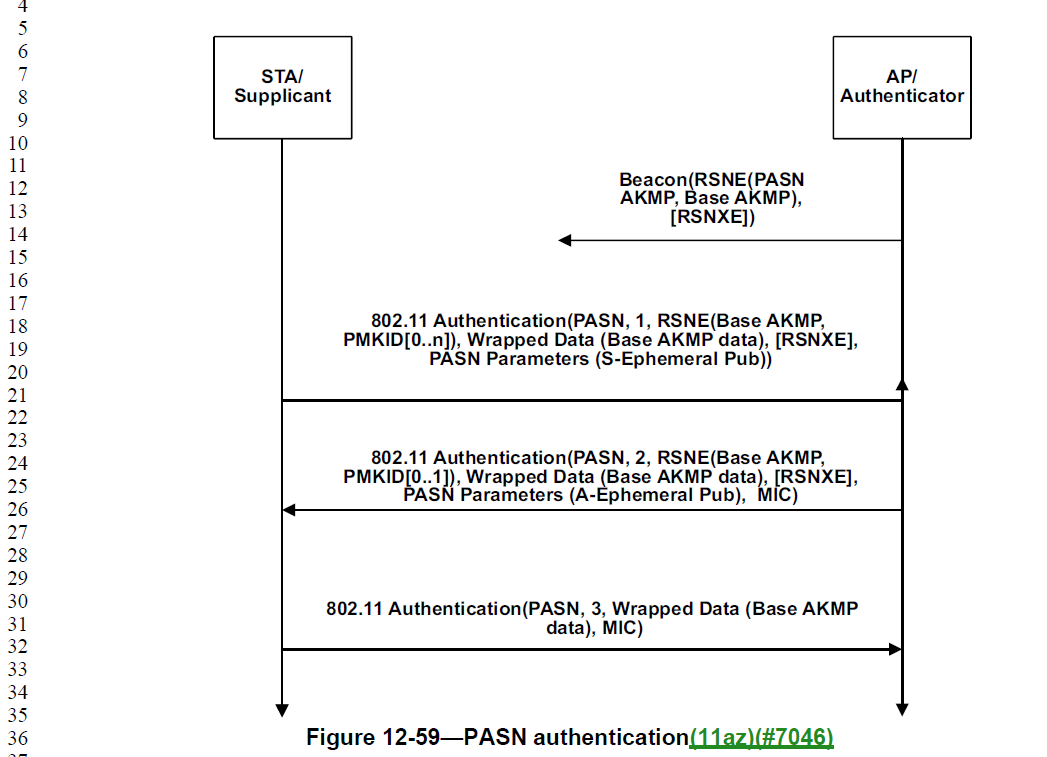 4
5
6
7
8
9
10
11
12
13
14
15
16
17
18
19
20
21
22
23
24
25
26
27
28
29
30
31
32
33
34
35
36
STA/
Supplicant
AP/
Authenticator
Beacon(RSNE(PASN
AKMP, Base AKMP),
[RSNXE])
802.11 Authentication(PASN, 1, RSNE(Base AKMP,
PMKID[0..n]), Wrapped Data (Base AKMP data), [RSNXE],
PASN Parameters (S-Ephemeral Pub))
802.11 Authentication(PASN, 2, RSNE(Base AKMP,
PMKID[0..1]), Wrapped Data (Base AKMP data), [RSNXE],
PASN Parameters (A-Ephemeral Pub), MIC)
802.11 Authentication(PASN, 3, Wrapped Data (Base AKMP
data), MIC)
Figure 12-59—PASN authentication(11az)(#7046)